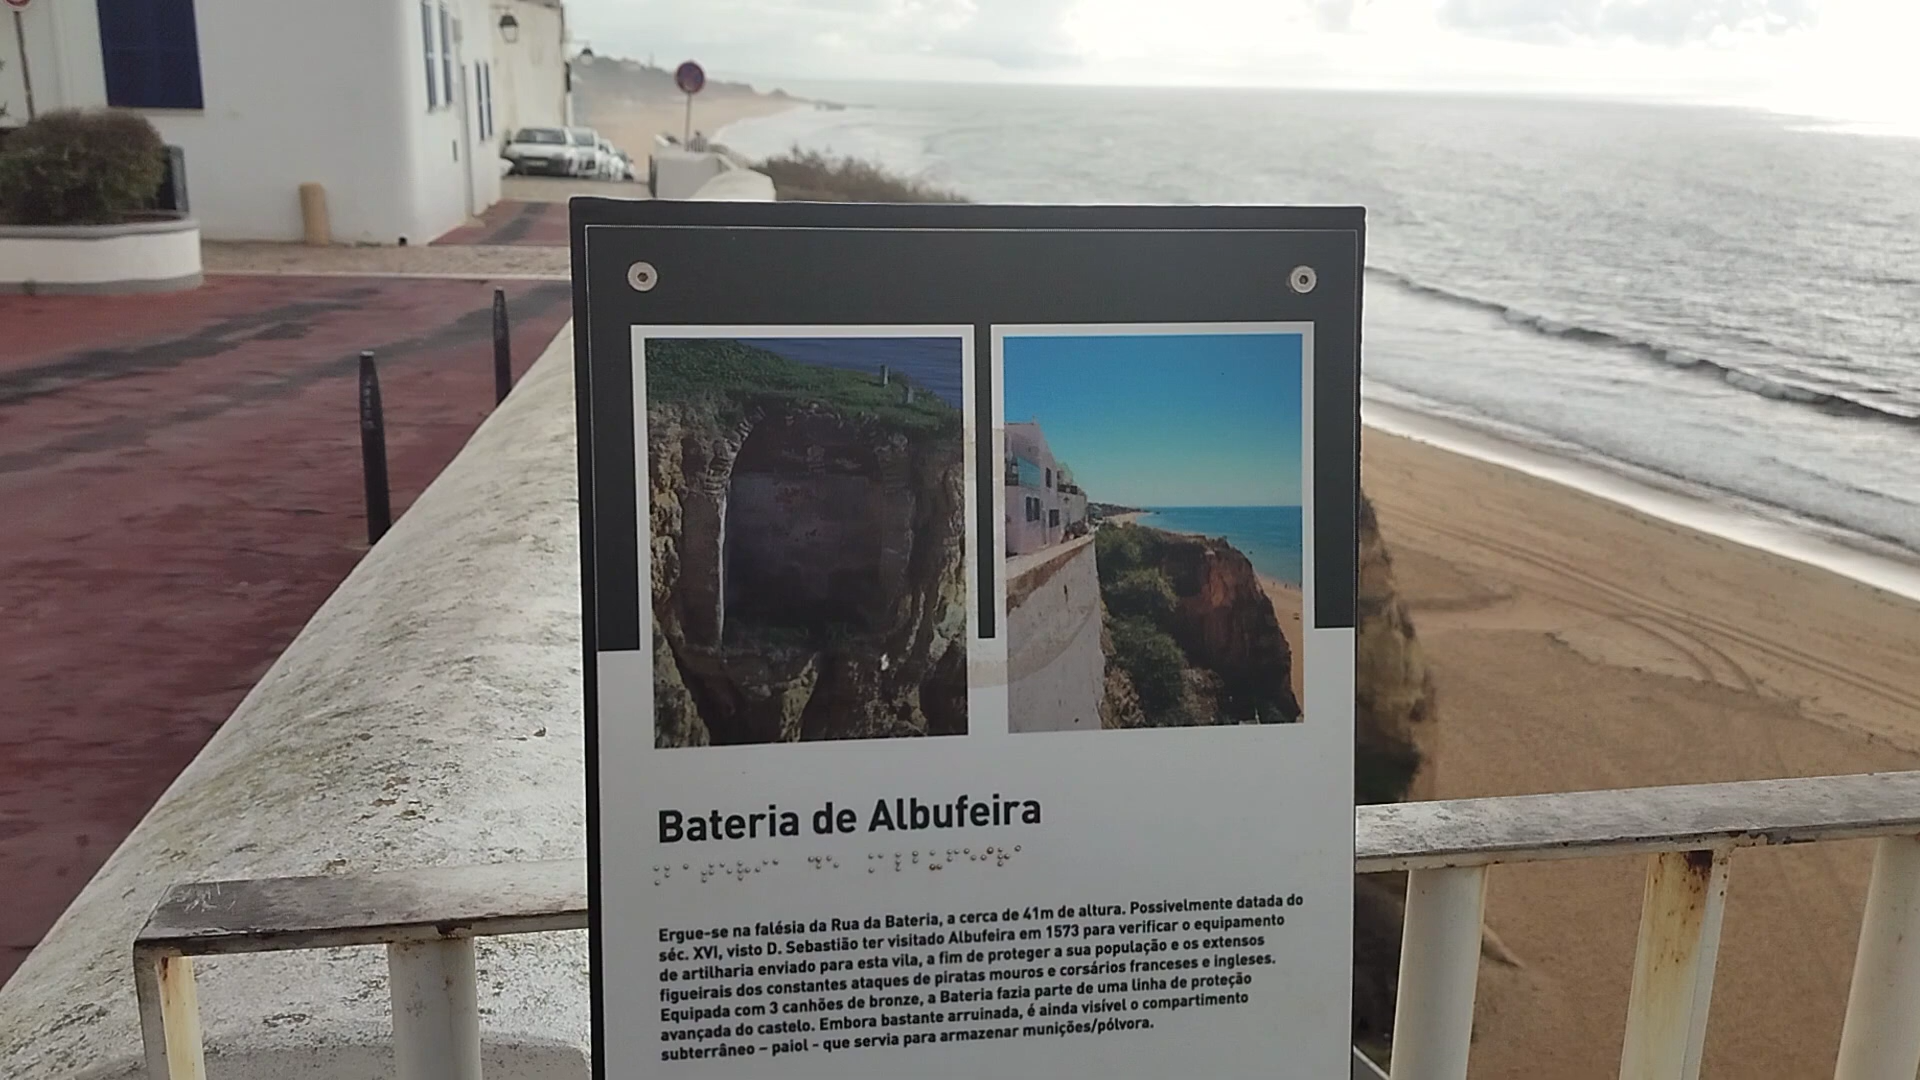 Bateria de Albufeira
Ergue-se na falésia da Rua da Bateria, a cerca de 41m de altura. Possivelmente datada do
séc. XVI, visto D. Sebastião ter visitado Albufeira em 1573 para verificar o equipamento
de artilharia enviado para esta vila, a fim de proteger a sua população e os extensos
figueirais dos constantes ataques de piratas mouros e corsários franceses e ingleses.
Equipada com 3 canhões de bronze, a Bateria fazia parte de uma linha de proteção
avançada do castelo. Embora bastante arruinada, é ainda visível o compartimento
subterrâneo – paiol - que servia para armazenar munições/pólvora.